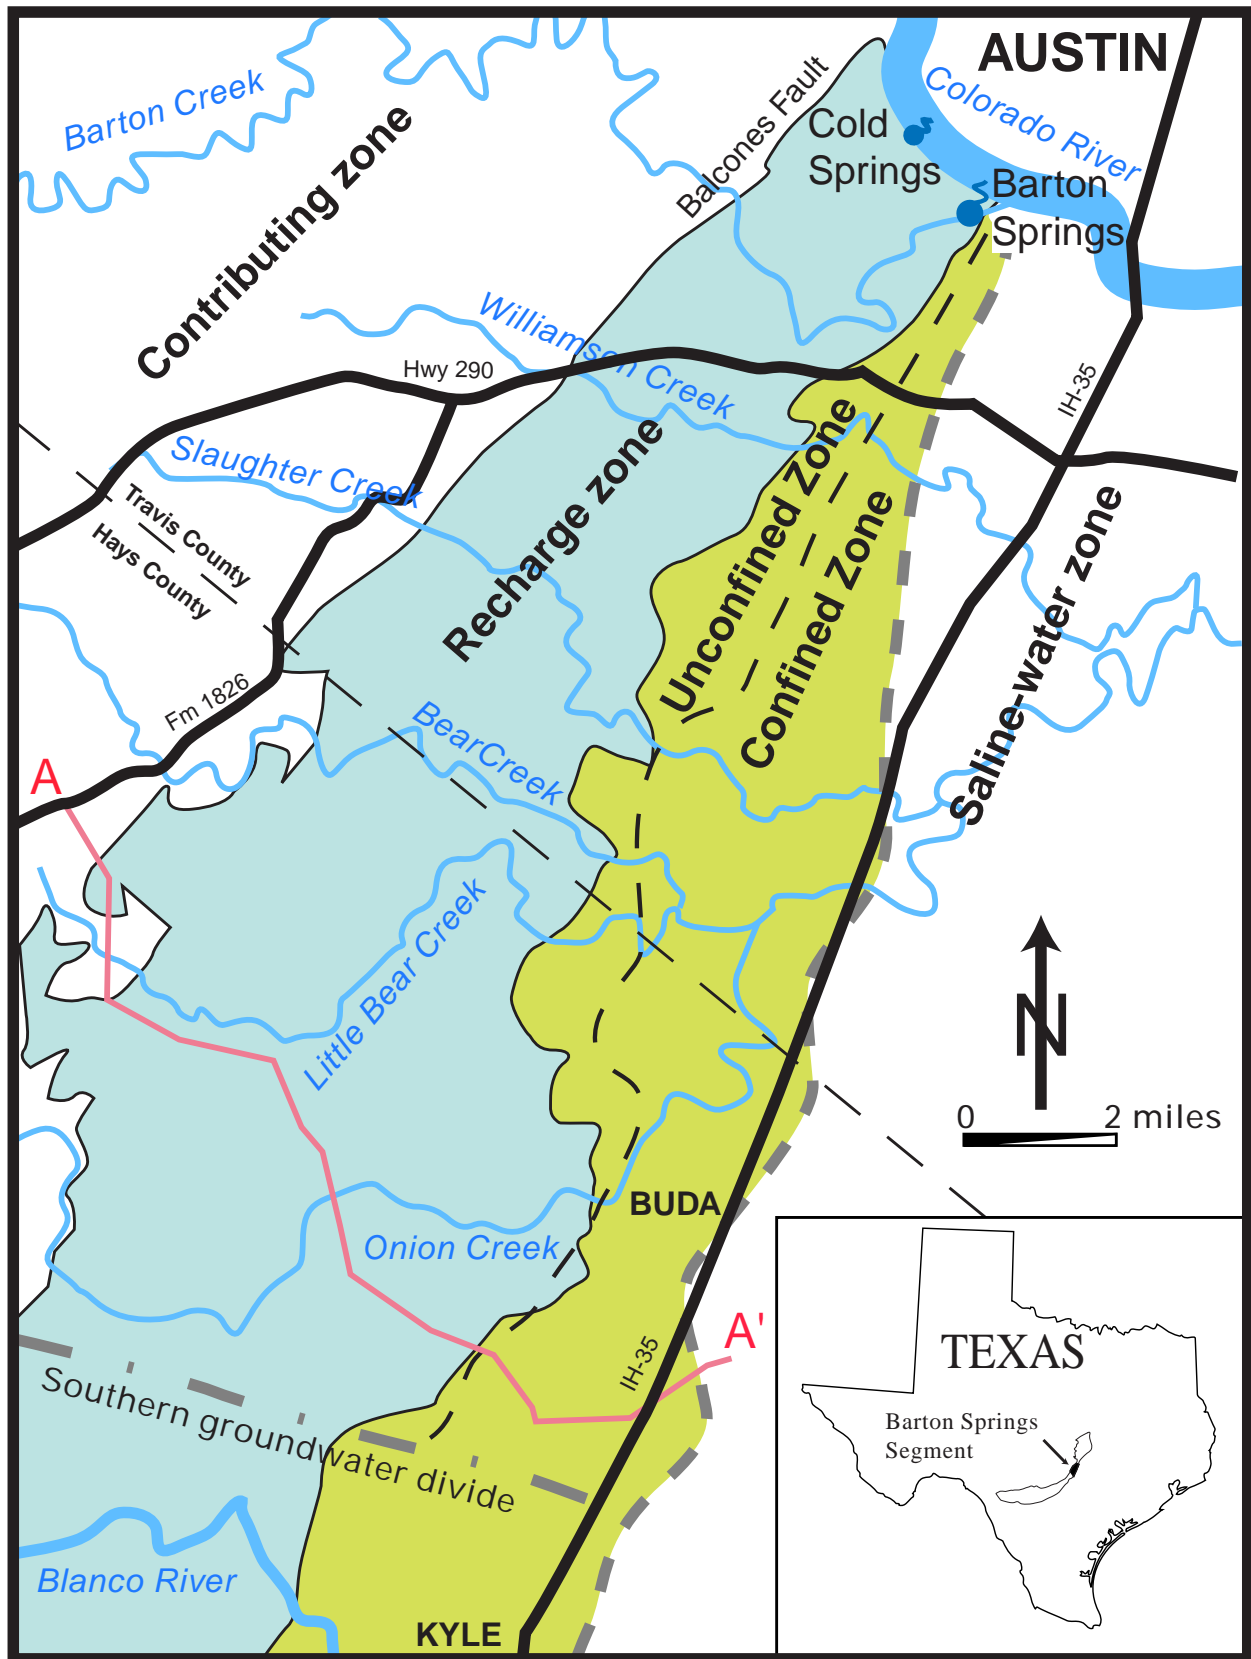 AUSTIN
Colorado River
Barton Creek
Contributing zone
Balcones Fault
Cold
Springs
Barton
Springs
Williamson Creek
Hwy 290
IH-35
Slaughter Creek
Travis County
Hays County
Recharge zone
Unconfined Zone
Confined Zone
Saline-water zone
Fm 1826
BearCreek
A
Little Bear Creek
N
0 2 miles
BUDA
Onion Creek
A'
IH-35
Southern groundwater divide
Blanco River
KYLE
TEXAS
Barton Springs
Segment